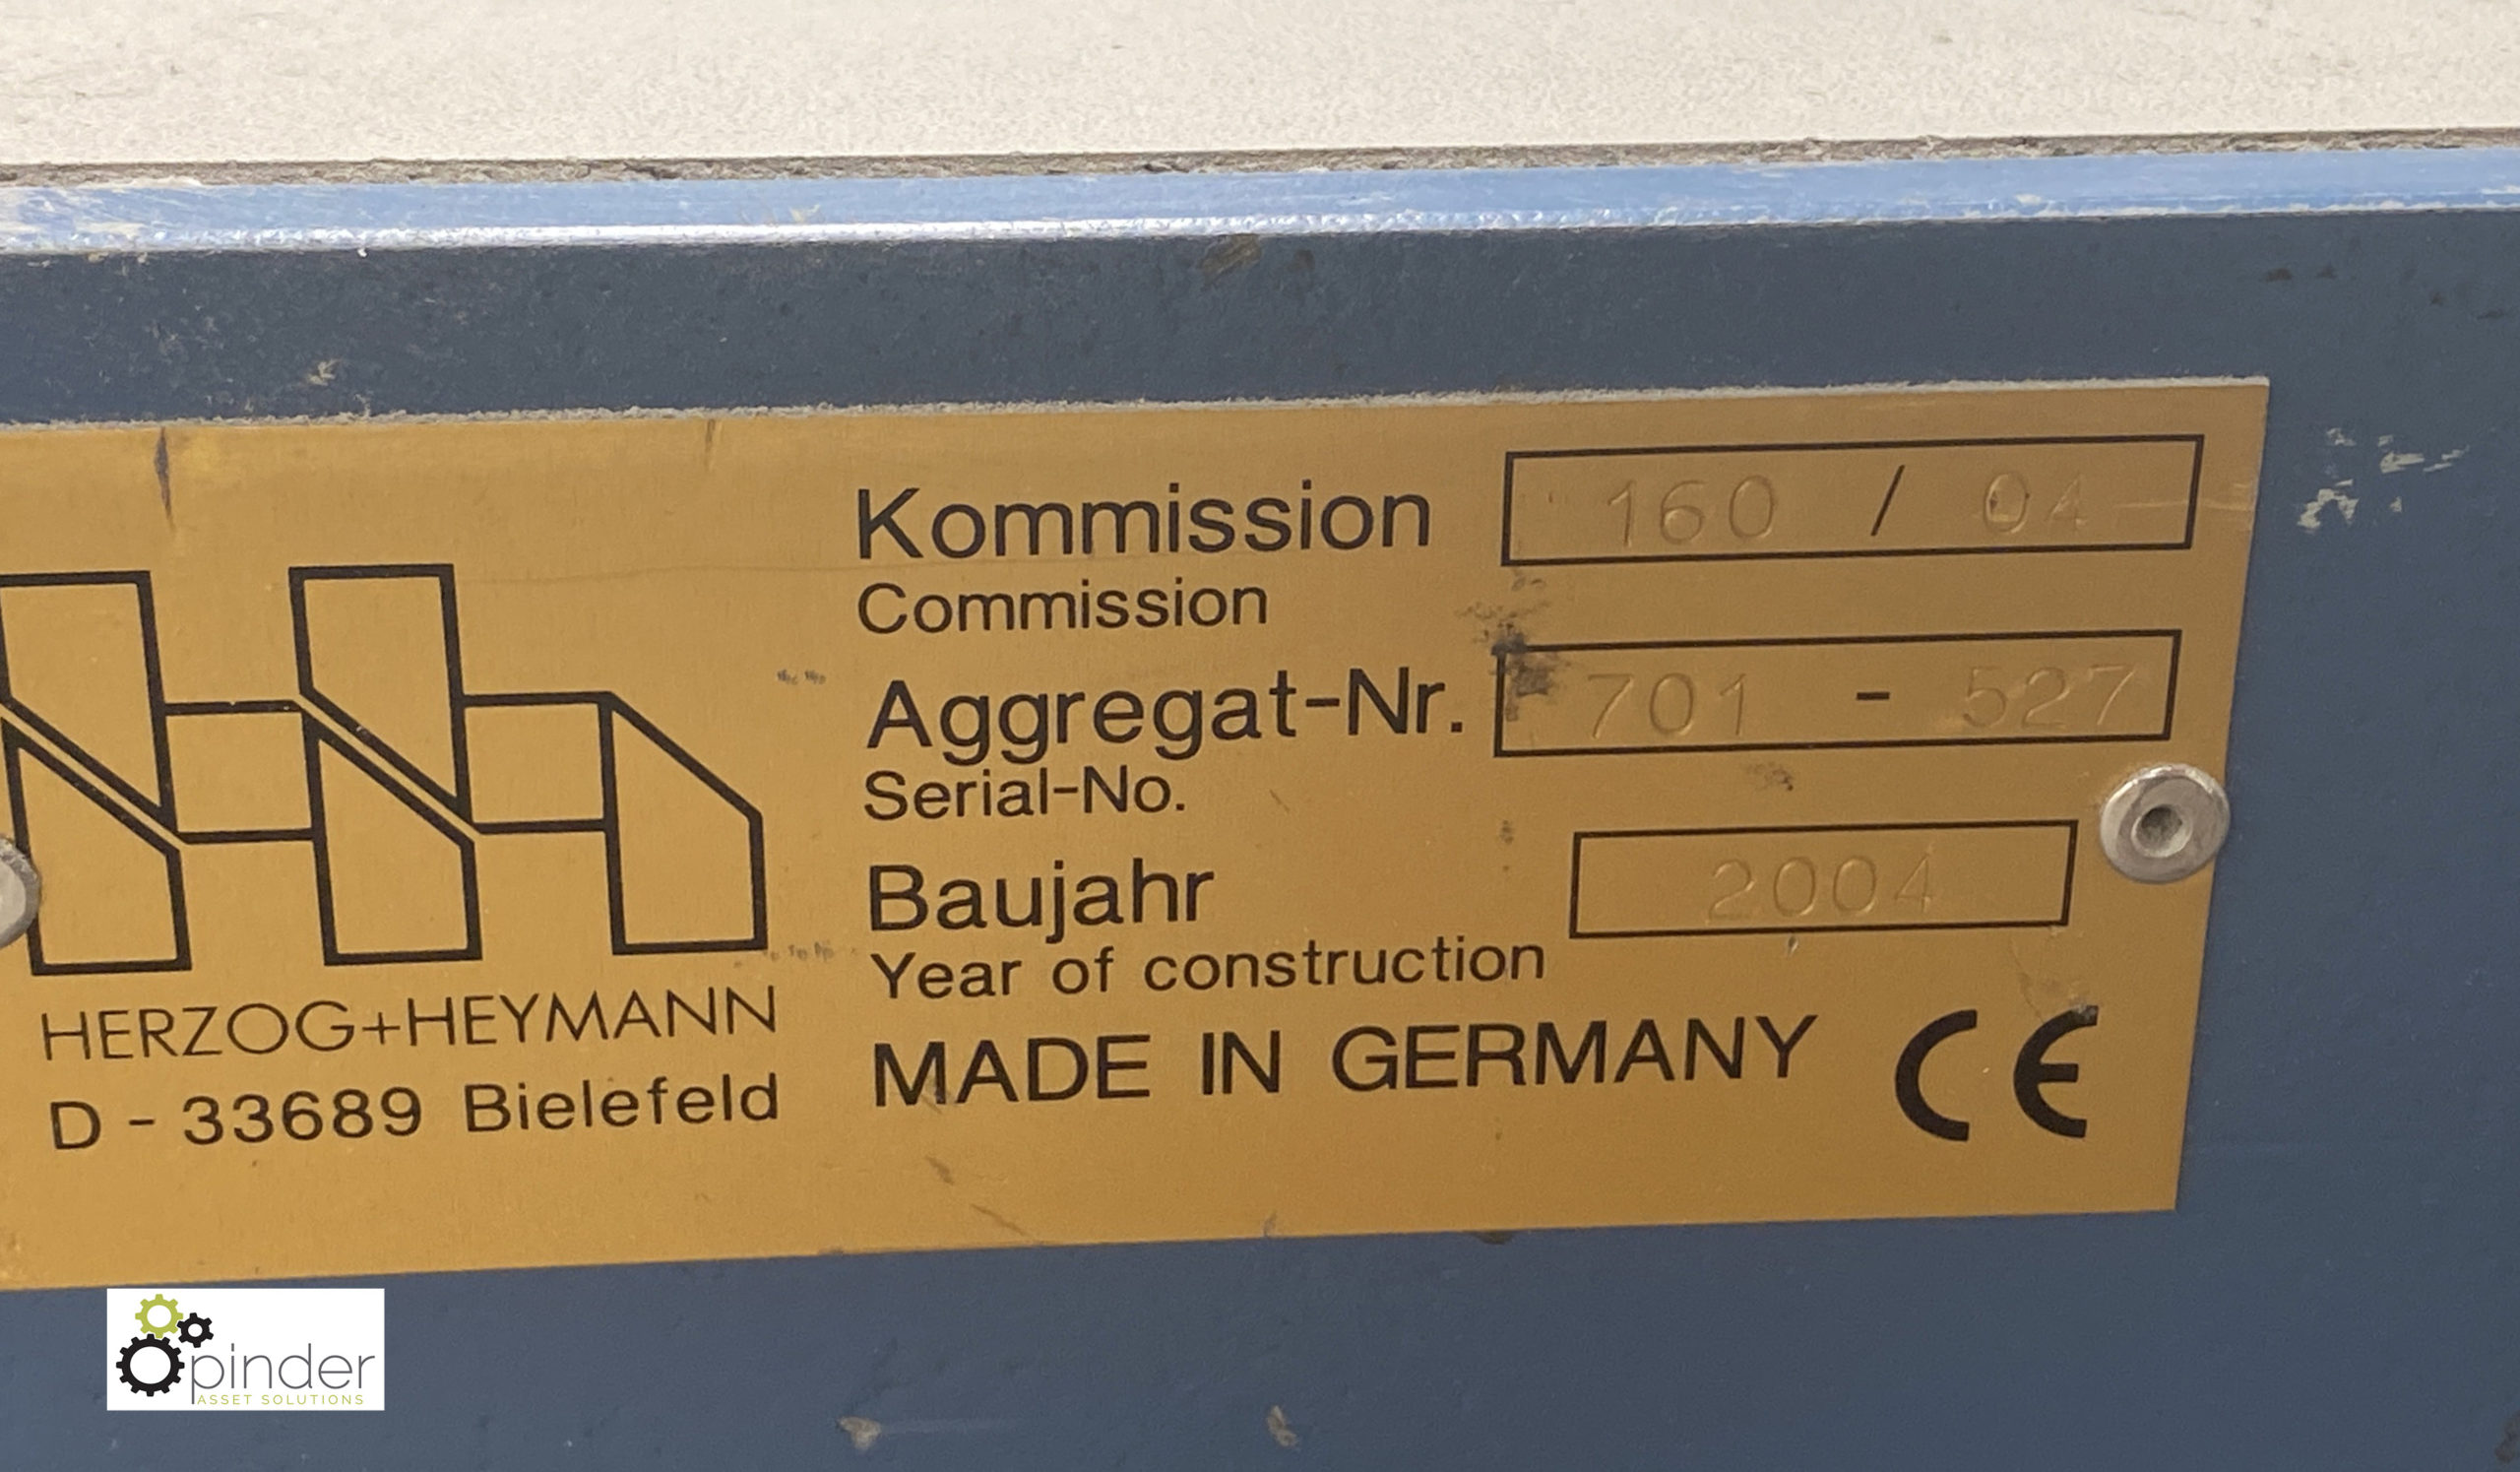 Kommission 160 / 04
Commission
Aggregat-Nr. 701 - 527
Serial-No.
Baujahr 2004
Year of construction
HERZOG+HEYMANN
D - 33689 Bielefeld
MADE IN GERMANY CE
pinder
ASSET SOLUTIONS